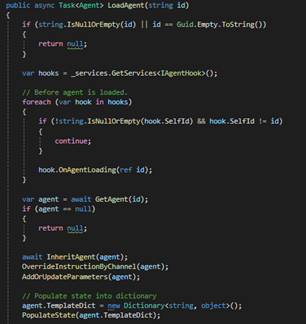 public async Task<Agent> LoadAgent(string id)
{
    if (string.IsNullOrEmpty(id) || id == Guid.Empty.ToString())
    {
        return null;
    }

    var hooks = _services.GetServices<IAgentHook>();

    // Before agent is loaded.
    foreach (var hook in hooks)
    {
        if (!string.IsNullOrEmpty(hook.SelfId) && hook.SelfId != id)
        {
            continue;
        }

        hook.OnAgentLoading(ref id);
    }

    var agent = await GetAgent(id);
    if (agent == null)
    {
        return null;
    }

    await InheritAgent(agent);
    OverrideInstructionByChannel(agent);
    AddOrUpdateParameters(agent);

    // Populate state into dictionary
    agent.TemplateDict = new Dictionary<string, object>();
    PopulateState(agent.TemplateDict);